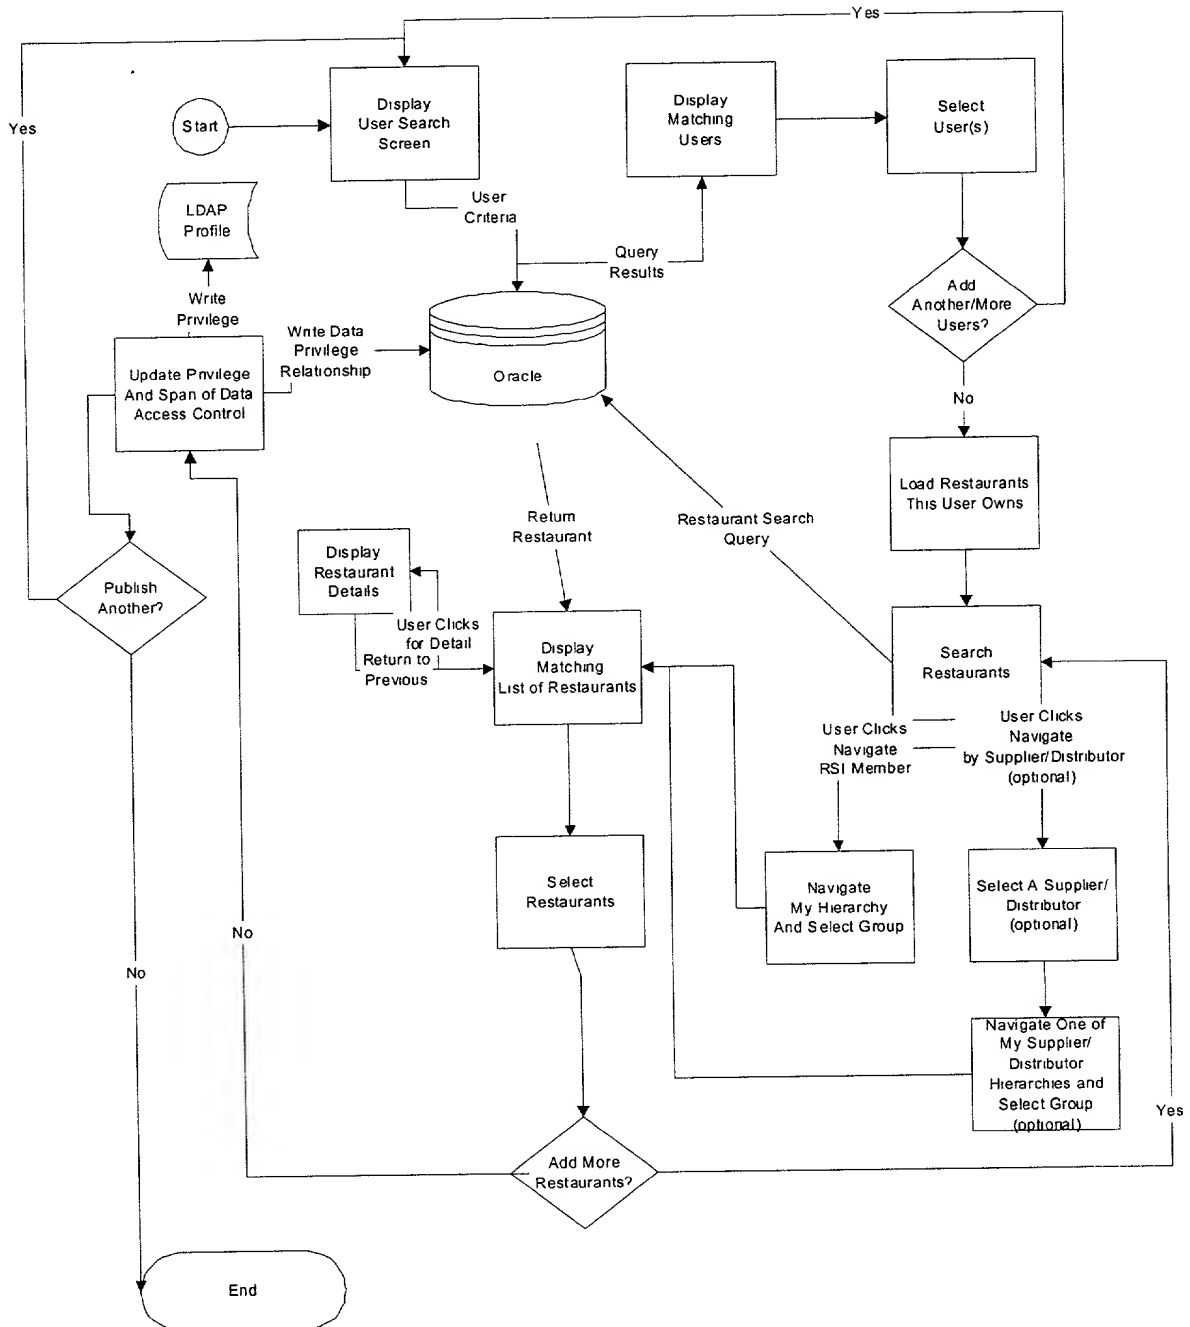 Yes
Yes
Start
Display
User Search
Screen
Display
Matching
Users
Select
User(s)
LDAP
Profile
User
Criteria
Query
Results
Add
Another/More
Users?
Write
Privilege
Write Data
Privilege
Relationship
Oracle
Update Privilege
And Span of Data
Access Control
No
Load Restaurants
This User Owns
Return
Restaurant
Restaurant Search
Query
Display
Restaurant
Details
Publish
Another?
User Clicks
for Detail
Return to
Previous
Display
Matching
List of Restaurants
Search
Restaurants
User Clicks
Navigate
RSI Member
User Clicks
Navigate
by Supplier/Distributor
(optional)
Select
Restaurants
Navigate
My Hierarchy
And Select Group
Select A Supplier/
Distributor
(optional)
No
No
Navigate One of
My Supplier/
Distributor
Hierarchies and
Select Group
(optional)
Yes
Add More
Restaurants?
End